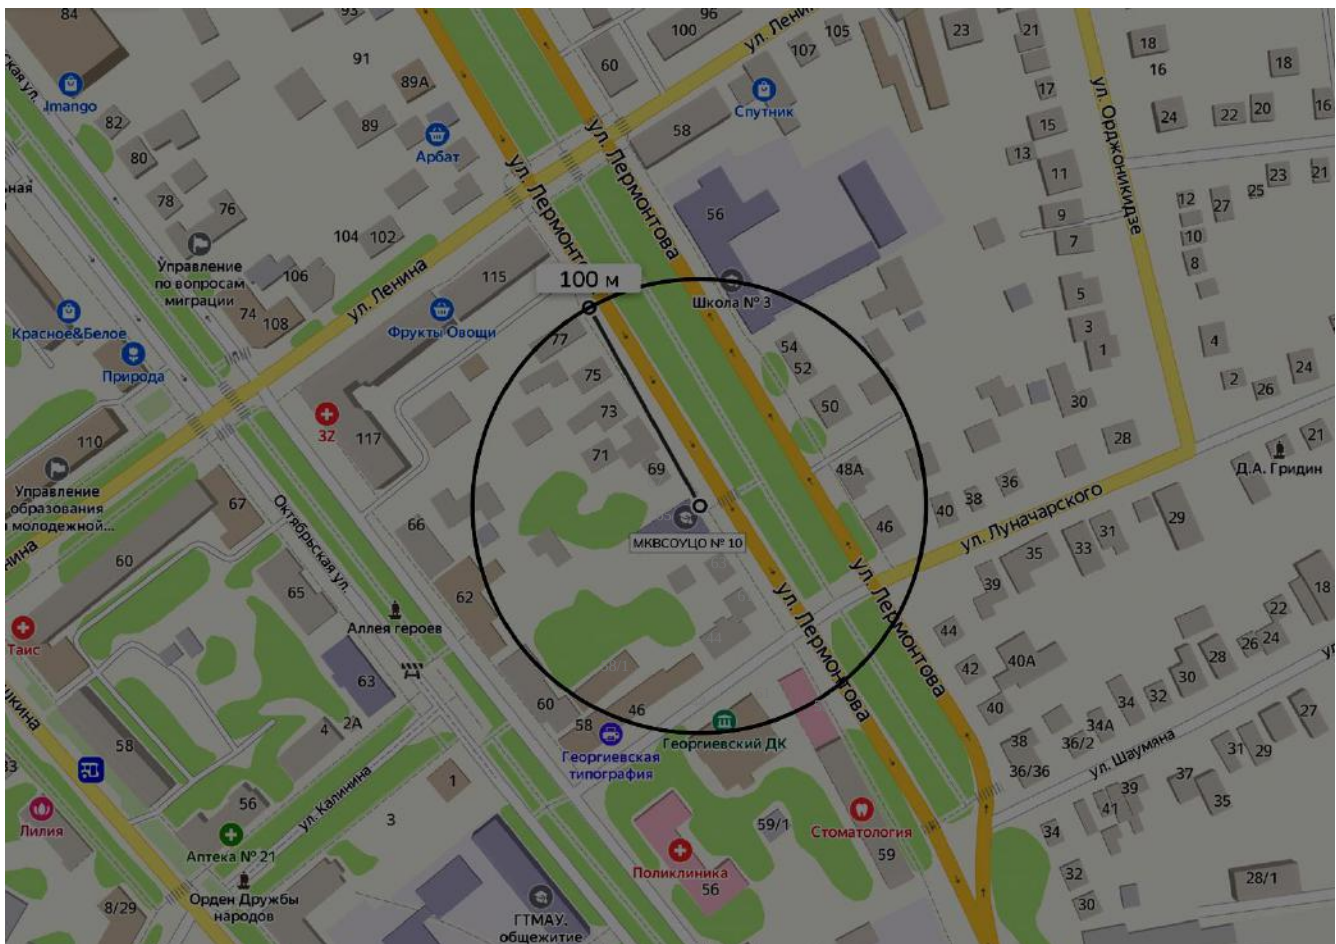 84
93
96
100
ул. Ленина
105
107
23
21
18
16
18
91
60
89А
Imango
17
24
22
20
16
Спутник
82
89
58
15
ул. Орджоникидзе
Арбат
80
ул. Лермонтова
ул. Лермонтова
13
11
23
21
25
78
76
56
12
27
9
104
102
7
10
Управление
по вопросам
миграции
106
115
100 м
8
ул. Ленина
5
Школа № 3
74
108
Красное&Белое
Фрукты Овощи
77
54
3
1
4
Природа
75
52
24
2
26
50
30
3Z
117
73
110
28
21
71
69
48А
Д.А. Гридин
Управление
образования
и молодежной...
67
36
38
40
66
46
29
Октябрьская ул.
МКВСОУЦО № 10
ул. Луначарского
31
33
35
60
63
39
65
62
18
ул. Лермонтова
ул. Лермонтова
22
Аллея героев
44
44
24
26
Таис
58/1
42
40А
28
63
30
60
46
34
32
40
27
58
4
2А
58
34А
Георгиевский ДК
38
36/2
31
29
Георгиевская
типография
36/36
ул. Шаумяна
37
33
1
39
35
ул. Калинина
56
41
Лилия
3
59/1
Стоматология
34
Аптека № 21
59
Поликлиника
32
28/1
56
Орден Дружбы
народов
8/29
30
ГТМАУ,
общежитие